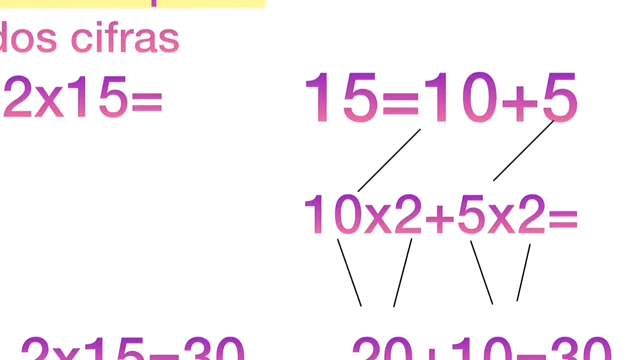 dos cifras
2x15=
15=10+5
10x2+5x2=
2x15=30
20+10=30